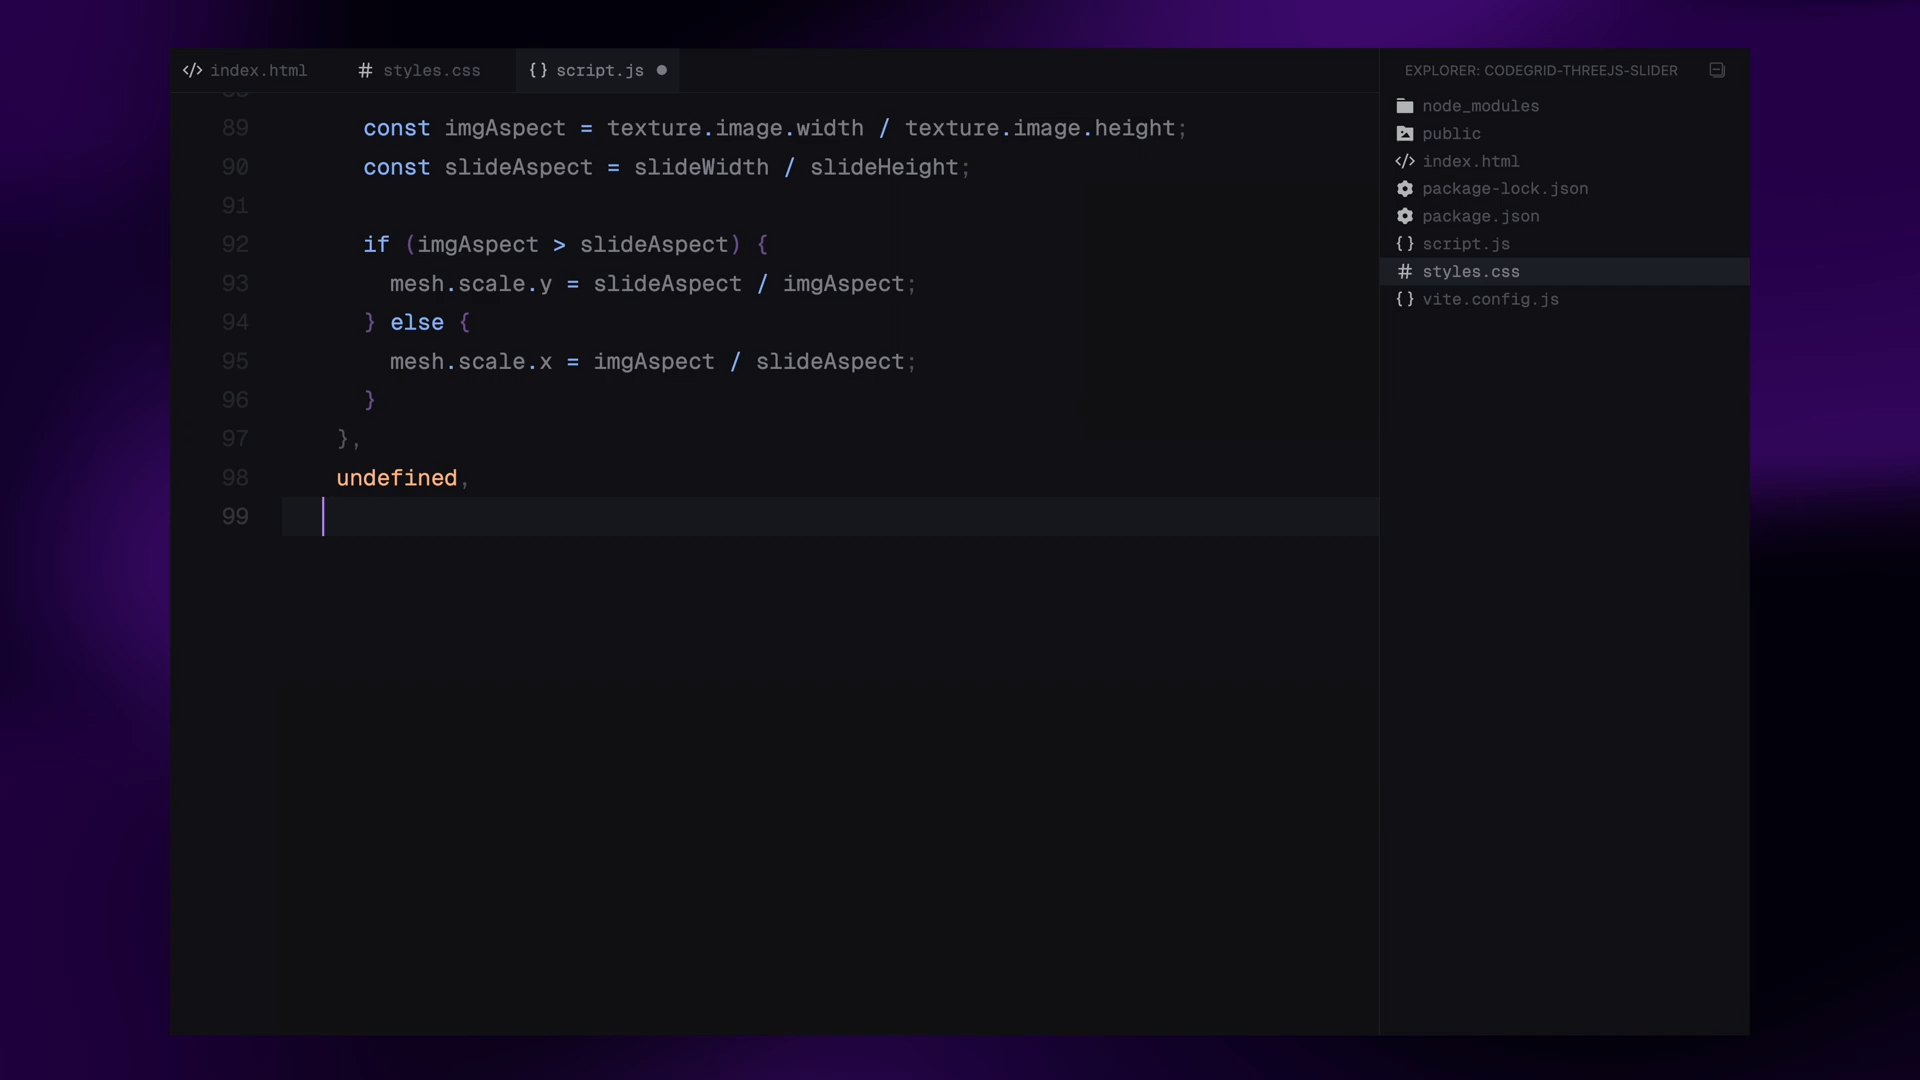 </> index.html # styles.css {} script.js
EXPLORER: CODEGRID-THREEJS-SLIDER
89 const imgAspect = texture.image.width / texture.image.height;
90 const slideAspect = slideWidth / slideHeight;
91
92 if (imgAspect > slideAspect) {
93 mesh.scale.y = slideAspect / imgAspect;
94 } else {
95 mesh.scale.x = imgAspect / slideAspect;
96 }
97 },
98 undefined,
99
node_modules
public
</> index.html
package-lock.json
package.json
{} script.js
# styles.css
{} vite.config.js